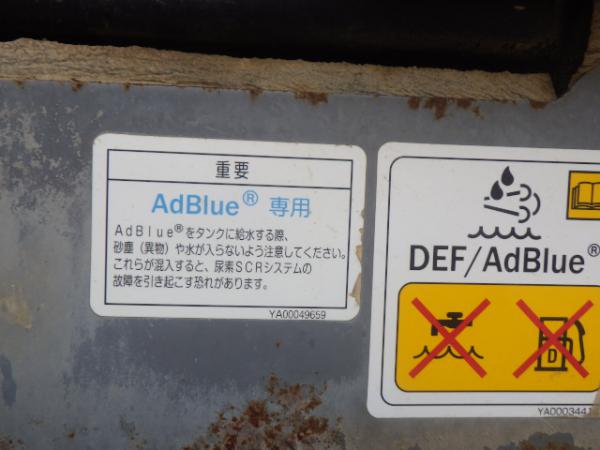 重要
AdBlue® 専用
AdBlue®をタンクに給水する際、
砂塵（異物）や水が入らないよう注意してください。
これらが混入すると、尿素SCRシステムの
故障を引き起こす恐れがあります。
YA00049659
DEF/AdBlue®
D
YA0003441